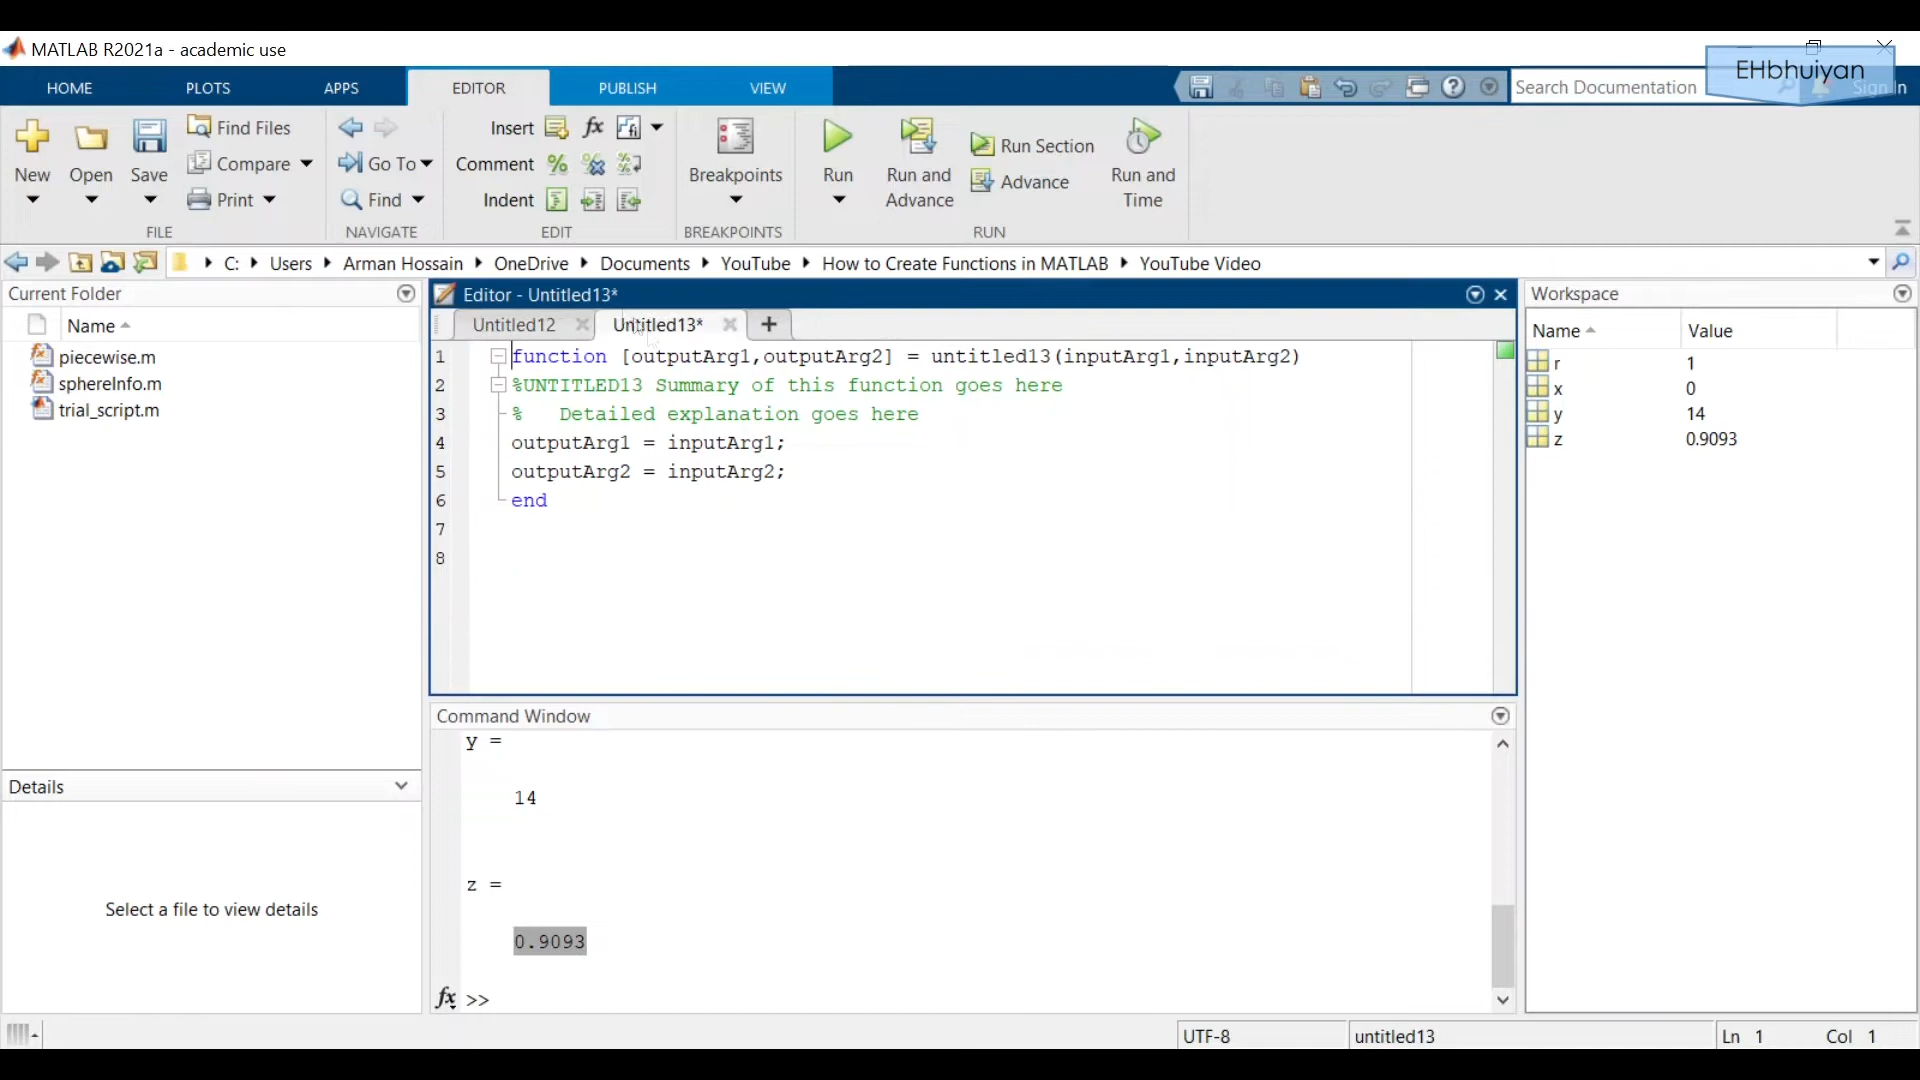 MATLAB R2021a - academic use
EHbhuiyan
HOME PLOTS APPS EDITOR PUBLISH VIEW
Search Documentation
New
Open
Save
Find Files
Compare
Print
FILE
Go To
Find
NAVIGATE
Insert
Comment
Indent
EDIT
Breakpoints
BREAKPOINTS
Run
Run and
Advance
Run Section
Advance
Run and
Time
RUN
C: Users Arman Hossain OneDrive Documents YouTube How to Create Functions in MATLAB YouTube Video
Current Folder
Name
piecewise.m
sphereInfo.m
trial_script.m
Details
Select a file to view details
Editor - Untitled13*
Untitled12 Untitled13*
1 function [outputArg1,outputArg2] = untitled13(inputArg1,inputArg2)
2 %UNTITLED13 Summary of this function goes here
3 %   Detailed explanation goes here
4 outputArg1 = inputArg1;
5 outputArg2 = inputArg2;
6 end
7
8
Command Window
y =
14
z =
0.9093
fx >>
Workspace
Name Value
r 1
x 0
y 14
z 0.9093
UTF-8 untitled13 Ln 1 Col 1